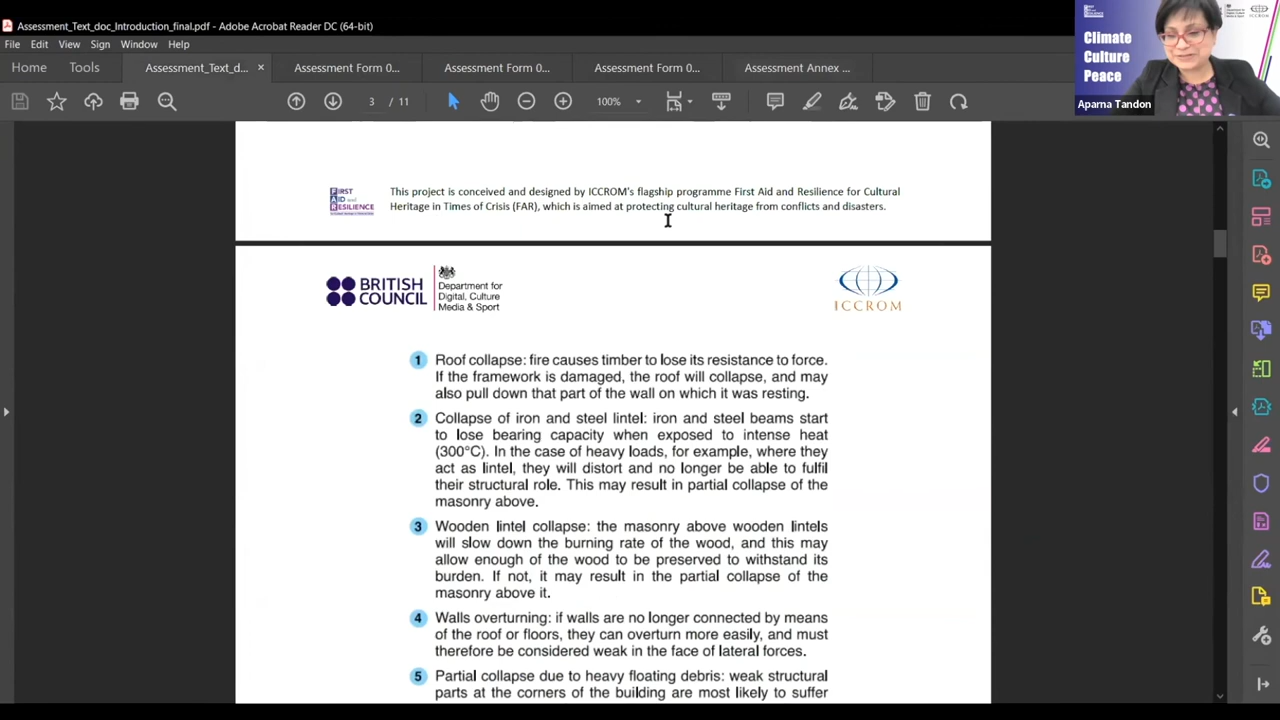 Assessment_Text_doc_Introduction_final.pdf - Adobe Acrobat Reader DC (64-bit)
File Edit View Sign Window Help
Home Tools Assessment_Text_d... × Assessment Form 0... Assessment Form 0... Assessment Form 0... Assessment Annex ...
3 / 11 100%
Climate
Culture
Peace
ICCROM
Aparna Tandon
FIRST
AID AND
RESILIENCE
This project is conceived and designed by ICCROM's flagship programme First Aid and Resilience for Cultural
Heritage in Times of Crisis (FAR), which is aimed at protecting cultural heritage from conflicts and disasters.
BRITISH
COUNCIL
Department for
Digital, Culture
Media & Sport
ICCROM
1 Roof collapse: fire causes timber to lose its resistance to force.
If the framework is damaged, the roof will collapse, and may
also pull down that part of the wall on which it was resting.
2 Collapse of iron and steel lintel: iron and steel beams start
to lose bearing capacity when exposed to intense heat
(300°C). In the case of heavy loads, for example, where they
act as lintel, they will distort and no longer be able to fulfil
their structural role. This may result in partial collapse of the
masonry above.
3 Wooden lintel collapse: the masonry above wooden lintels
will slow down the burning rate of the wood, and this may
allow enough of the wood to be preserved to withstand its
burden. If not, it may result in the partial collapse of the
masonry above it.
4 Walls overturning: if walls are no longer connected by means
of the roof or floors, they can overturn more easily, and must
therefore be considered weak in the face of lateral forces.
5 Partial collapse due to heavy floating debris: weak structural
parts at the corners of the building are most likely to suffer